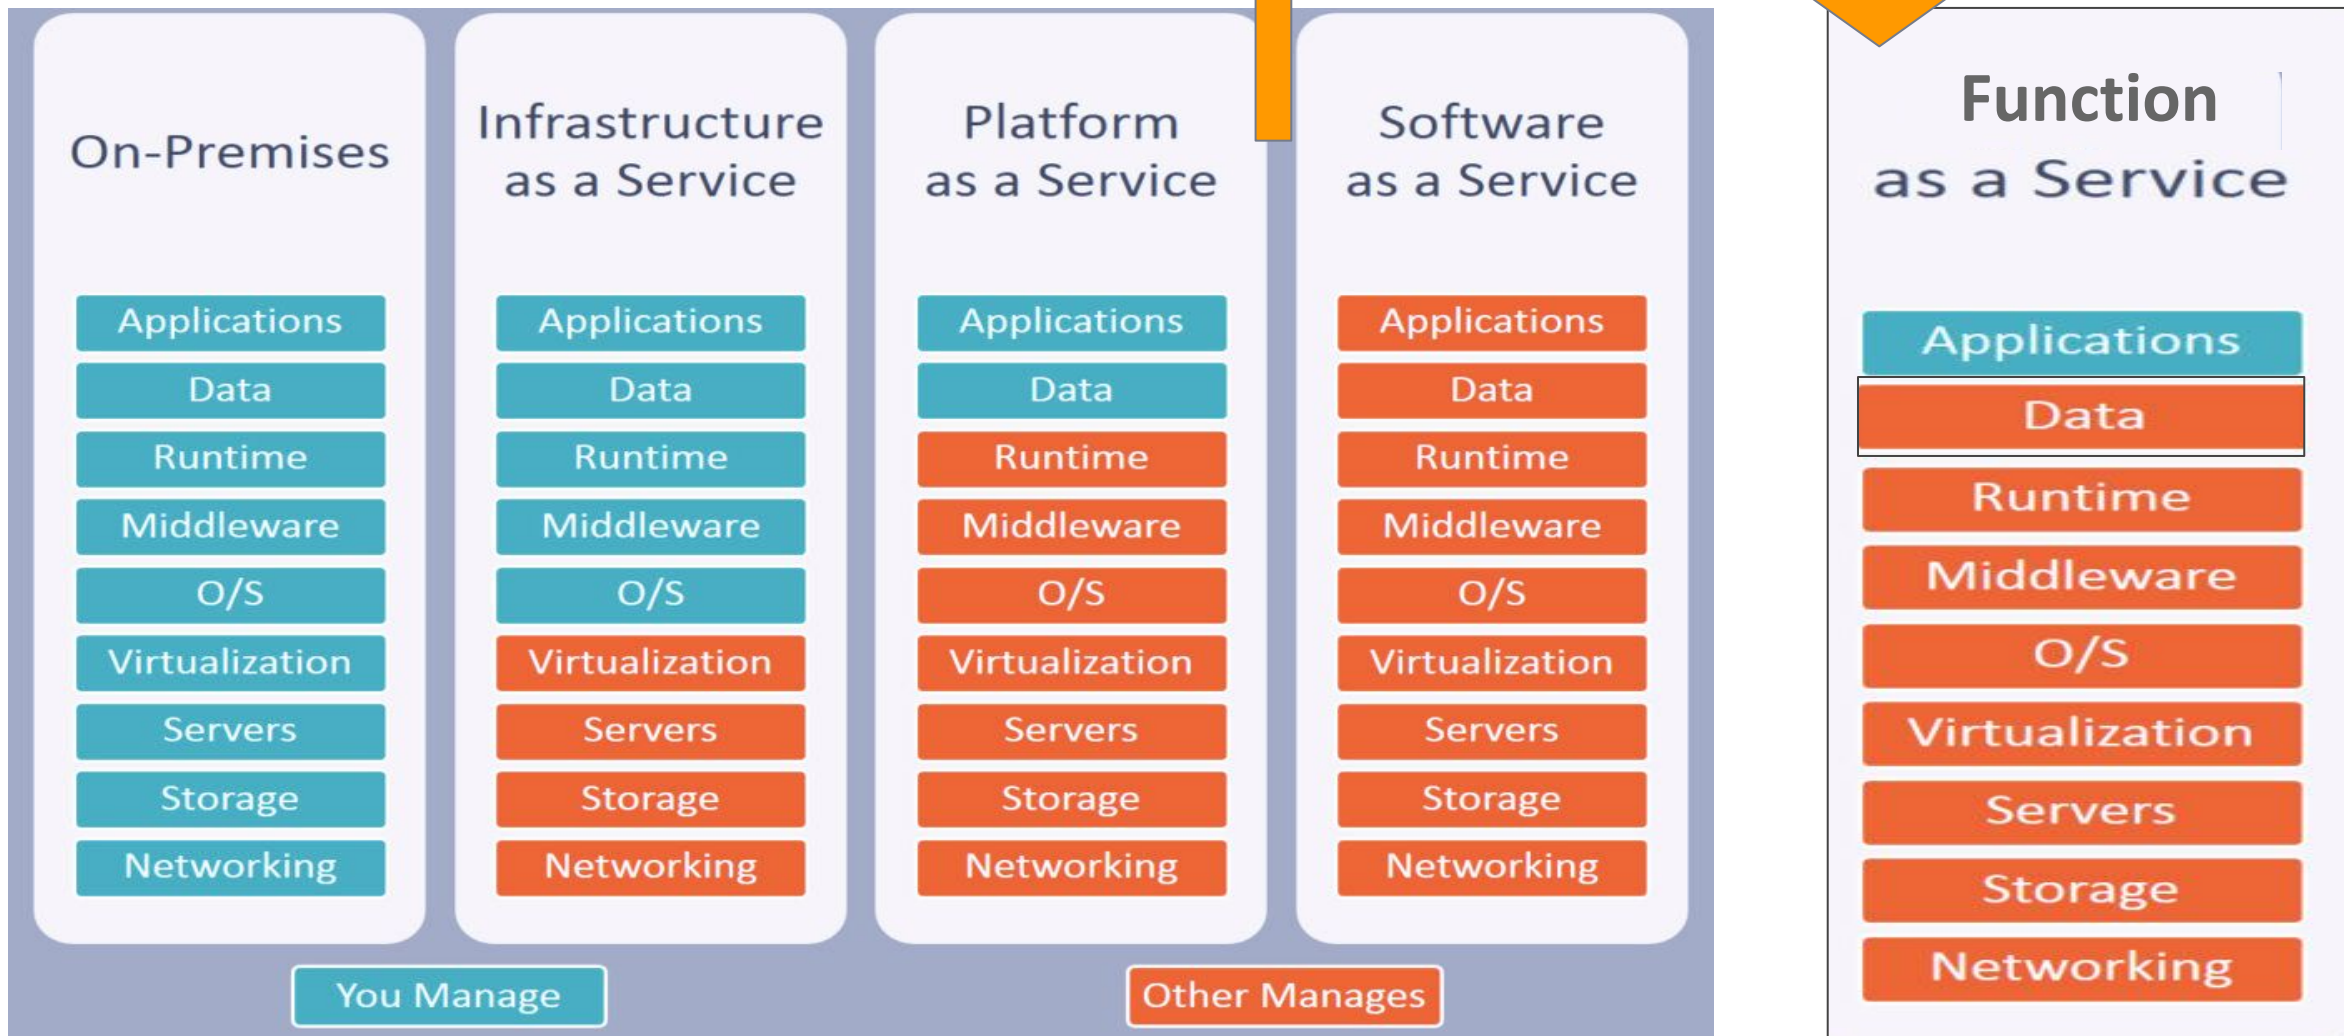 On-Premises
Applications
Data
Runtime
Middleware
O/S
Virtualization
Servers
Storage
Networking
Infrastructure
as a Service
Applications
Data
Runtime
Middleware
O/S
Virtualization
Servers
Storage
Networking
Platform
as a Service
Applications
Data
Runtime
Middleware
O/S
Virtualization
Servers
Storage
Networking
Software
as a Service
Applications
Data
Runtime
Middleware
O/S
Virtualization
Servers
Storage
Networking
You Manage
Other Manages
Function
as a Service
Applications
Data
Runtime
Middleware
O/S
Virtualization
Servers
Storage
Networking